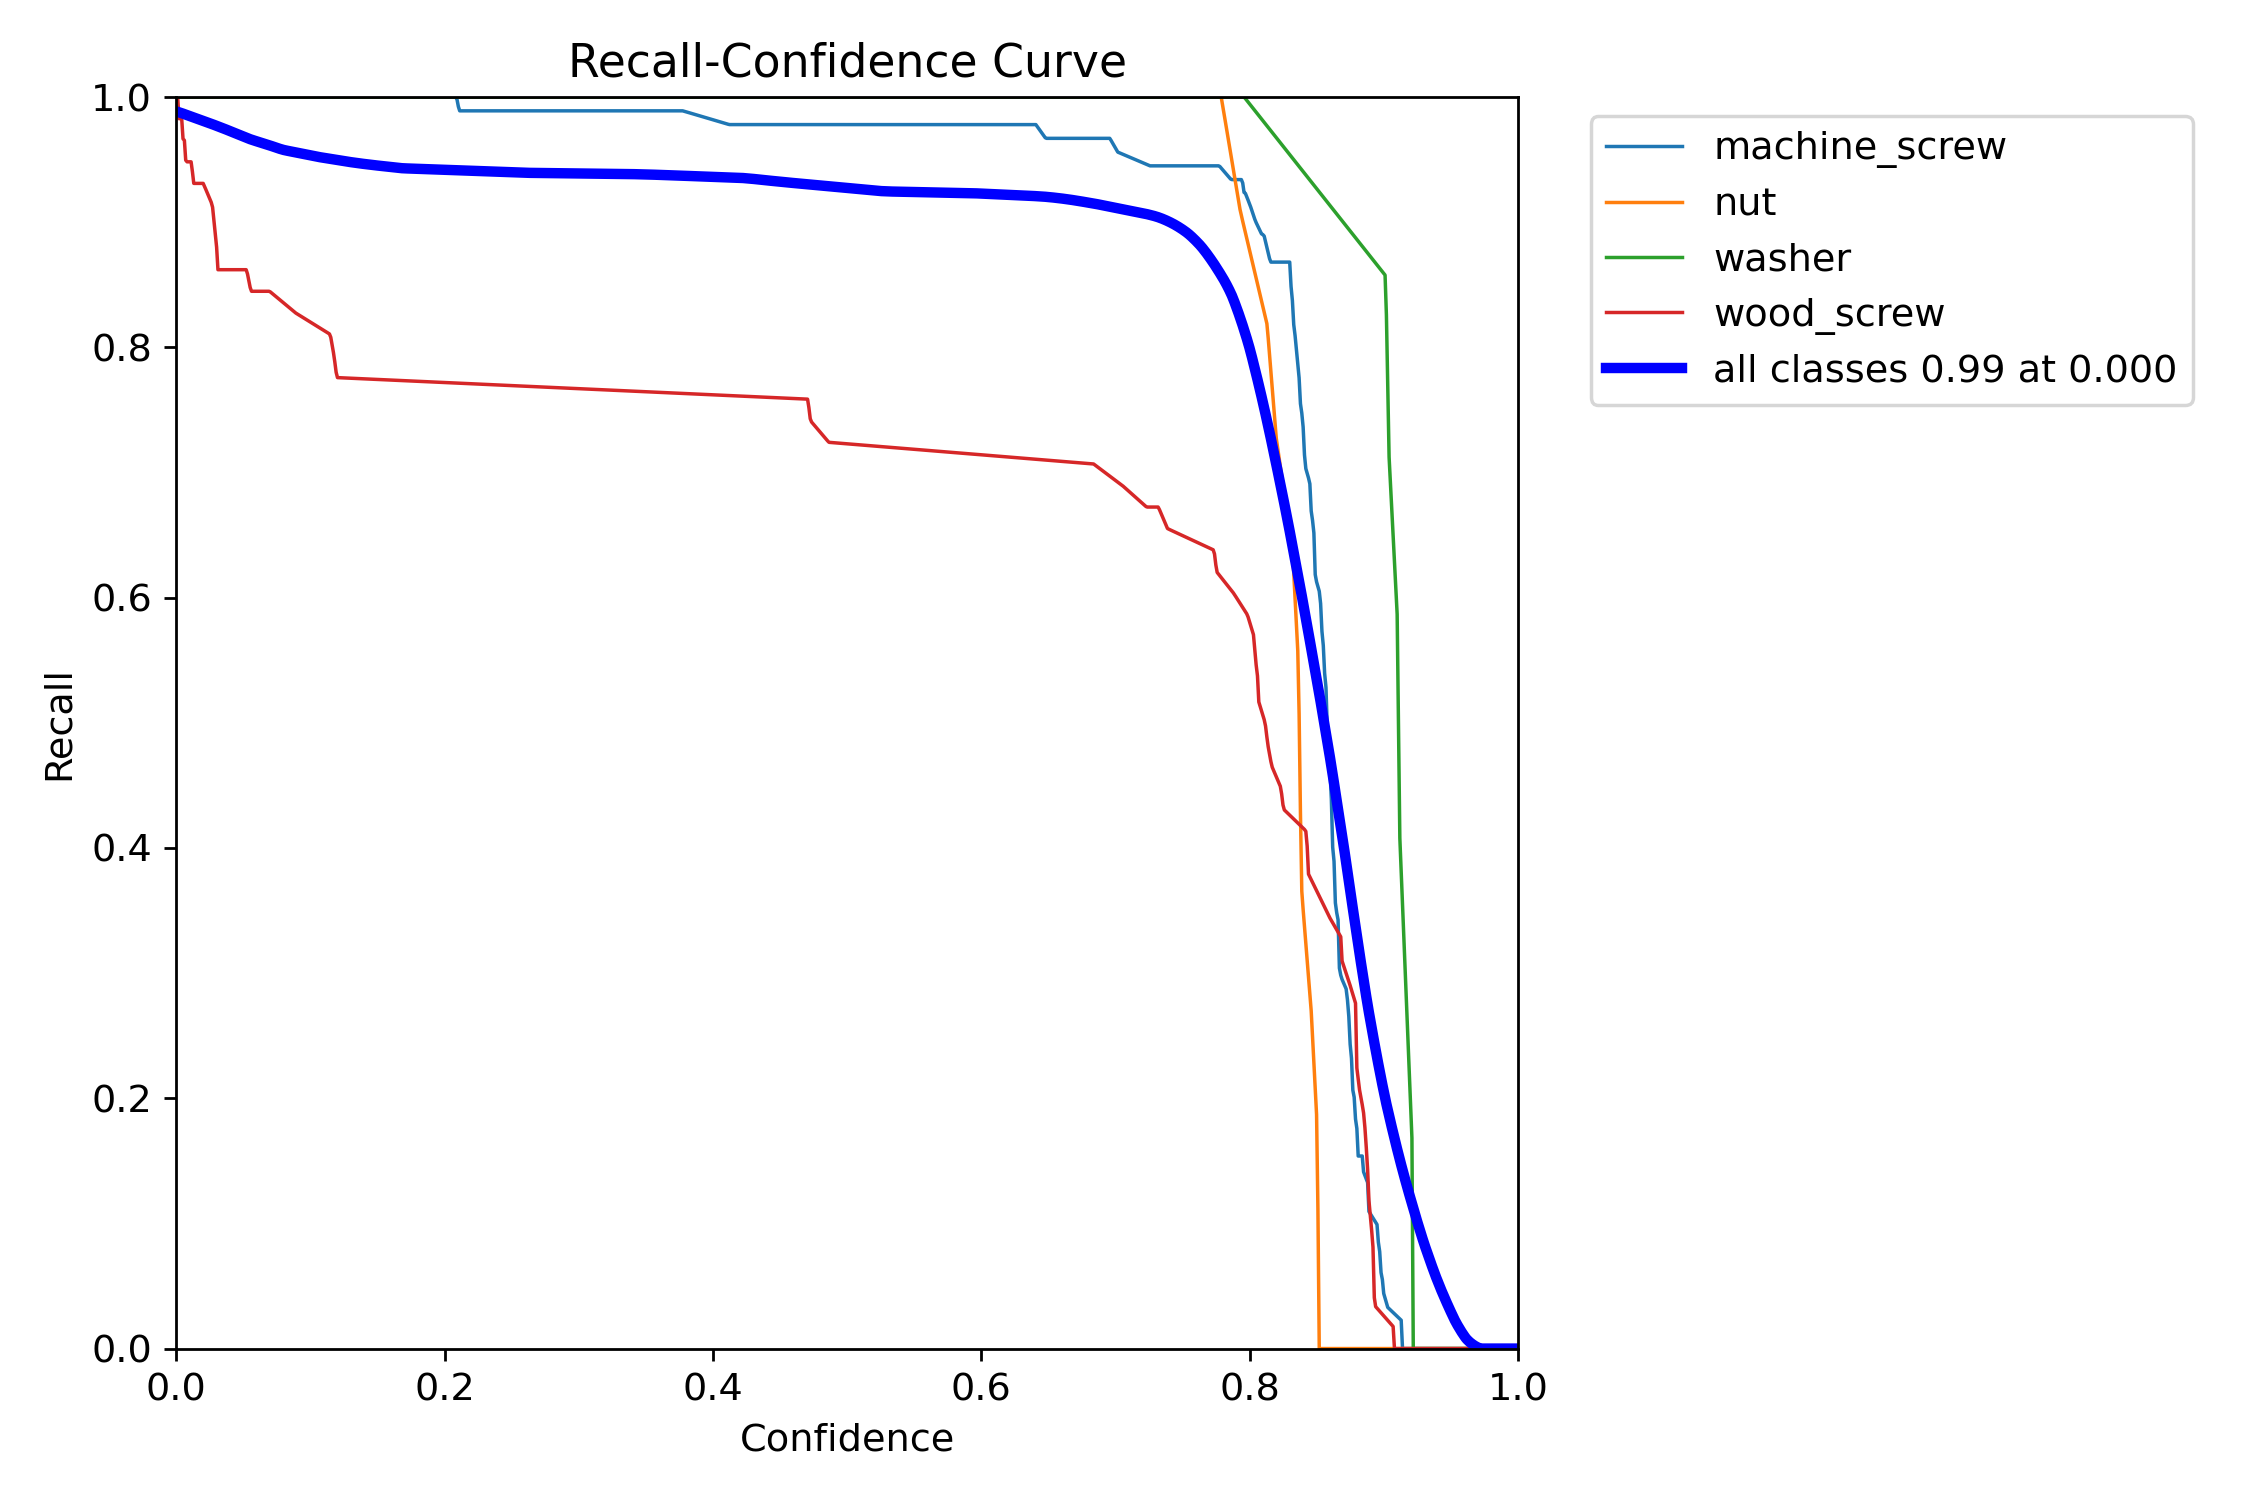 Recall-Confidence Curve
1.0
0.8
0.6
0.4
0.2
0.0
Recall
0.0 0.2 0.4 0.6 0.8 1.0
Confidence
machine_screw
nut
washer
wood_screw
all classes 0.99 at 0.000